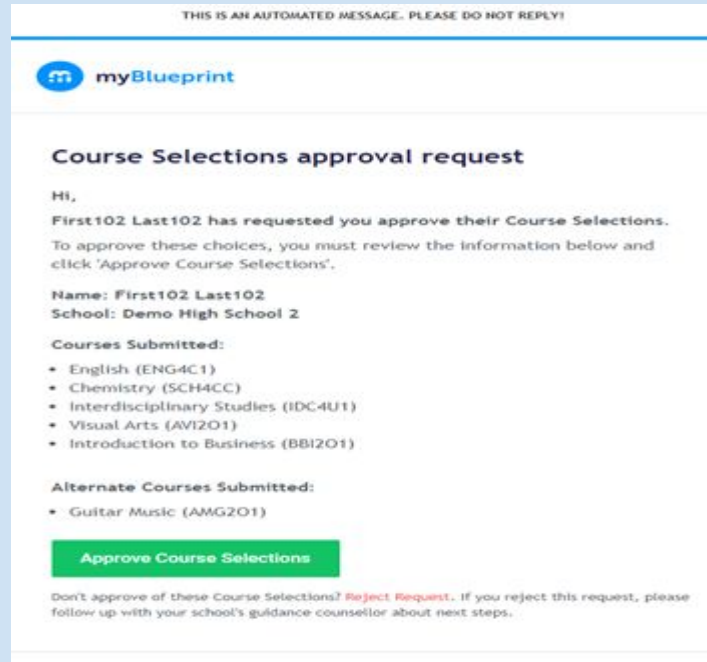 THIS IS AN AUTOMATED MESSAGE. PLEASE DO NOT REPLY!
myBlueprint
Course Selections approval request
Hi,
First102 Last102 has requested you approve their Course Selections.
To approve these choices, you must review the information below and
click 'Approve Course Selections'.
Name: First102 Last102
School: Demo High School 2
Courses Submitted:
• English (ENG4C1)
• Chemistry (SCH4CC)
• Interdisciplinary Studies (IDC4U1)
• Visual Arts (AVI2O1)
• Introduction to Business (BBI2O1)
Alternate Courses Submitted:
• Guitar Music (AMG2O1)
Approve Course Selections
Don't approve of these Course Selections? Reject Request. If you reject this request, please
follow up with your school's guidance counsellor about next steps.